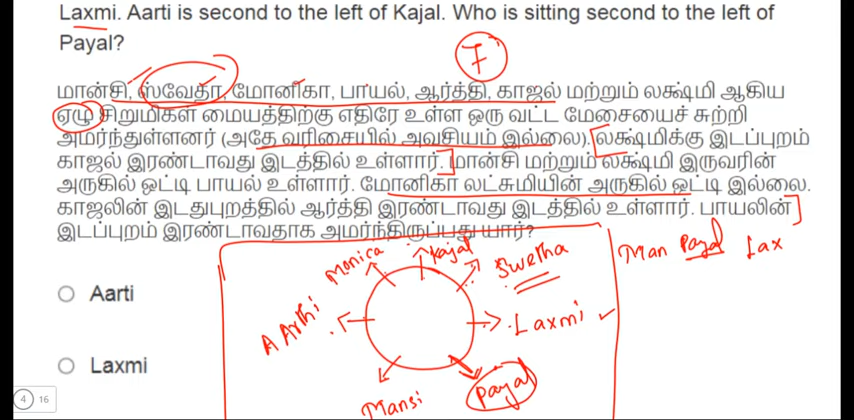 Laxmi. Aarti is second to the left of Kajal. Who is sitting second to the left of
Payal?
7
மான்சி, ஸ்வேதா, மோனிகா, பாயல், ஆர்த்தி, காஜல் மற்றும் லக்ஷ்மி ஆகிய
ஏழு சிறுமிகள் மையத்திற்கு எதிரே உள்ள ஒரு வட்ட மேசையைச் சுற்றி
அமர்ந்துள்ளனர் (அதே வரிசையில் அவசியம் இல்லை). லக்ஷ்மிக்கு இடப்புறம்
காஜல் இரண்டாவது இடத்தில் உள்ளார். மான்சி மற்றும் லக்ஷ்மி இருவரின்
அருகில் ஒட்டி பாயல் உள்ளார். மோனிகா லட்சுமியின் அருகில் ஒட்டி இல்லை.
காஜலின் இடதுபுறத்தில் ஆர்த்தி இரண்டாவது இடத்தில் உள்ளார். பாயலின்
இடப்புறம் இரண்டாவதாக அமர்ந்திருப்பது யார்?
Monica Kajal Swetha
Man Payal Lax
Aarti
AArthi
Laxmi
Laxmi
Payal
Mansi
4 16